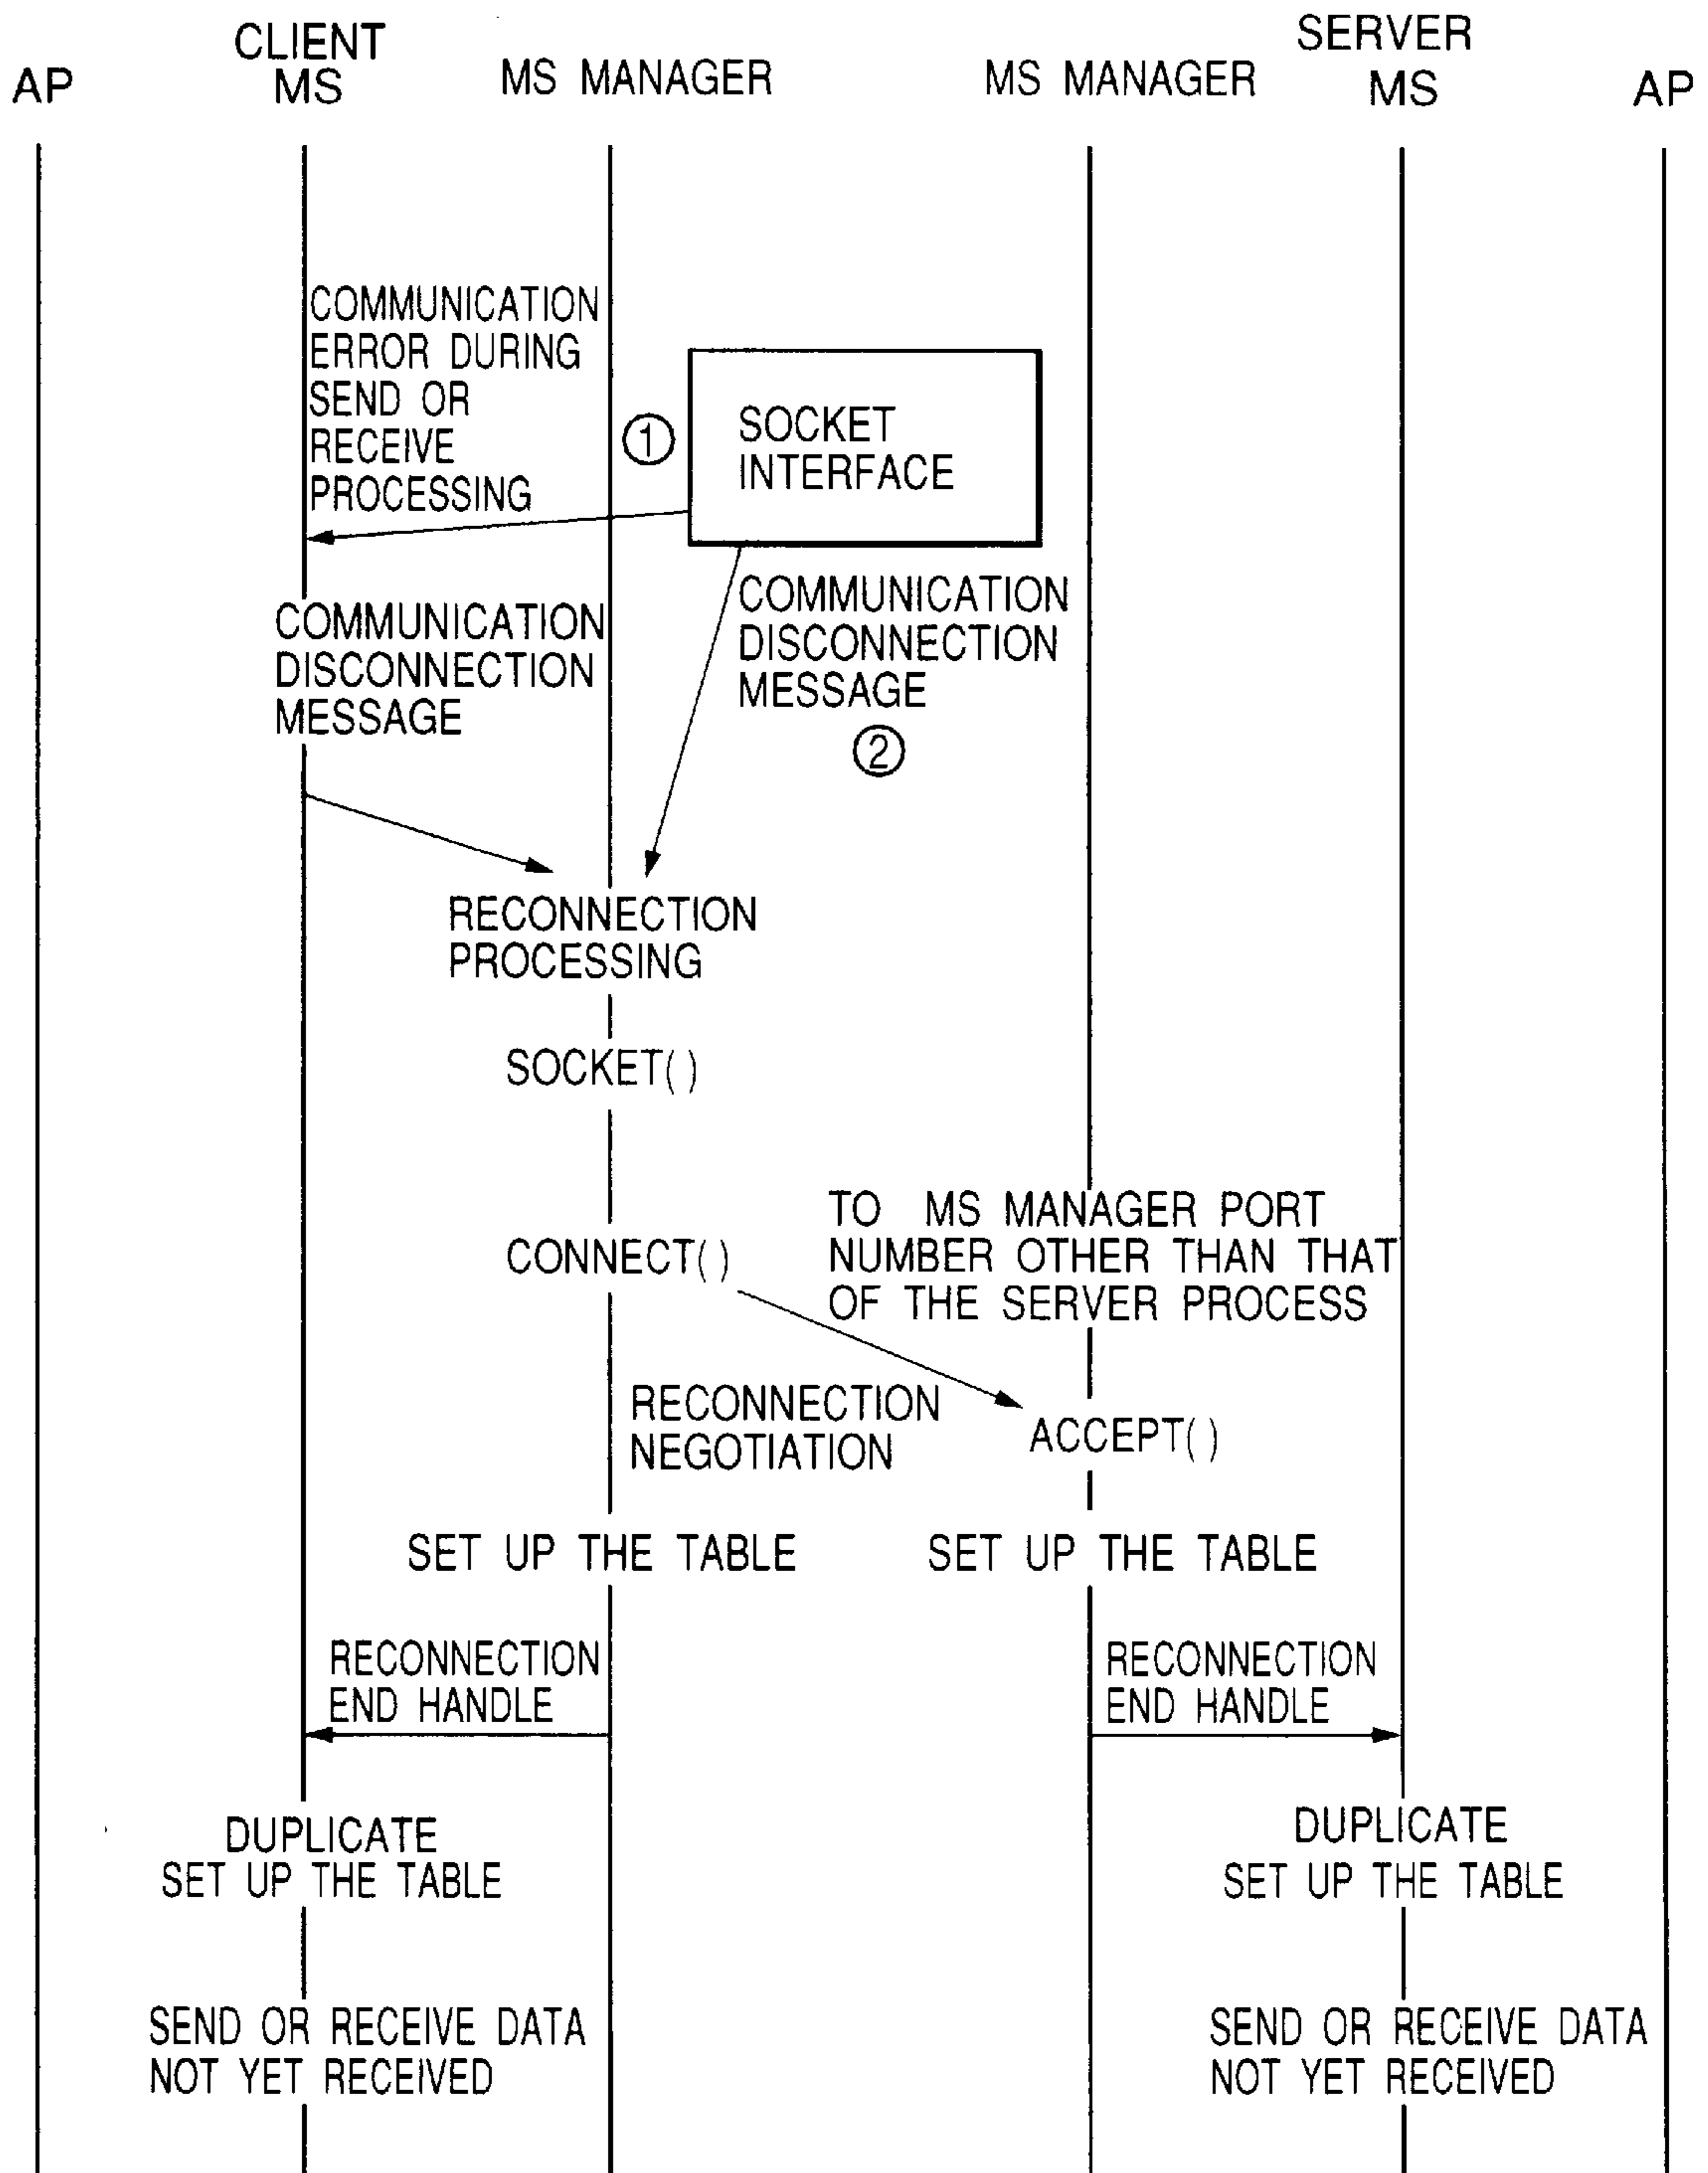 CLIENT
SERVER
AP
MS
MS MANAGER
MS MANAGER
MS
AP
COMMUNICATION
ERROR DURING
SEND OR
RECEIVE
PROCESSING
1
SOCKET
INTERFACE
COMMUNICATION
DISCONNECTION
MESSAGE
COMMUNICATION
DISCONNECTION
MESSAGE
2
RECONNECTION
PROCESSING
SOCKET( )
CONNECT( )
TO MS MANAGER PORT
NUMBER OTHER THAN THAT
OF THE SERVER PROCESS
RECONNECTION
NEGOTIATION
ACCEPT( )
SET UP THE TABLE
SET UP THE TABLE
RECONNECTION
END HANDLE
RECONNECTION
END HANDLE
DUPLICATE
SET UP THE TABLE
DUPLICATE
SET UP THE TABLE
SEND OR RECEIVE DATA
NOT YET RECEIVED
SEND OR RECEIVE DATA
NOT YET RECEIVED